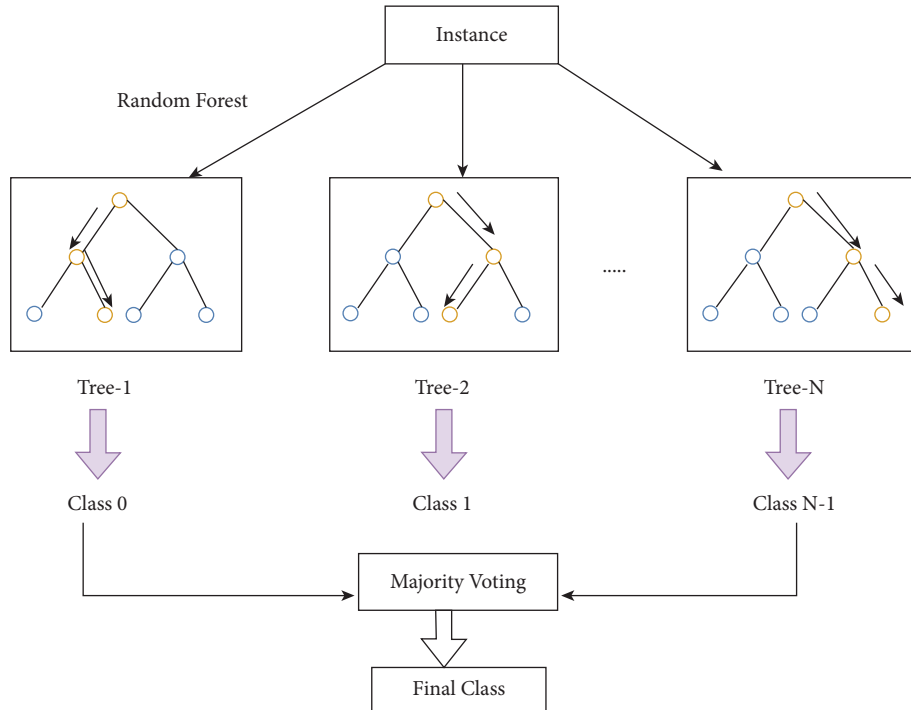 Instance
Random Forest
.....
Tree-1
Tree-2
Tree-N
Class 0
Class 1
Class N-1
Majority Voting
Final Class